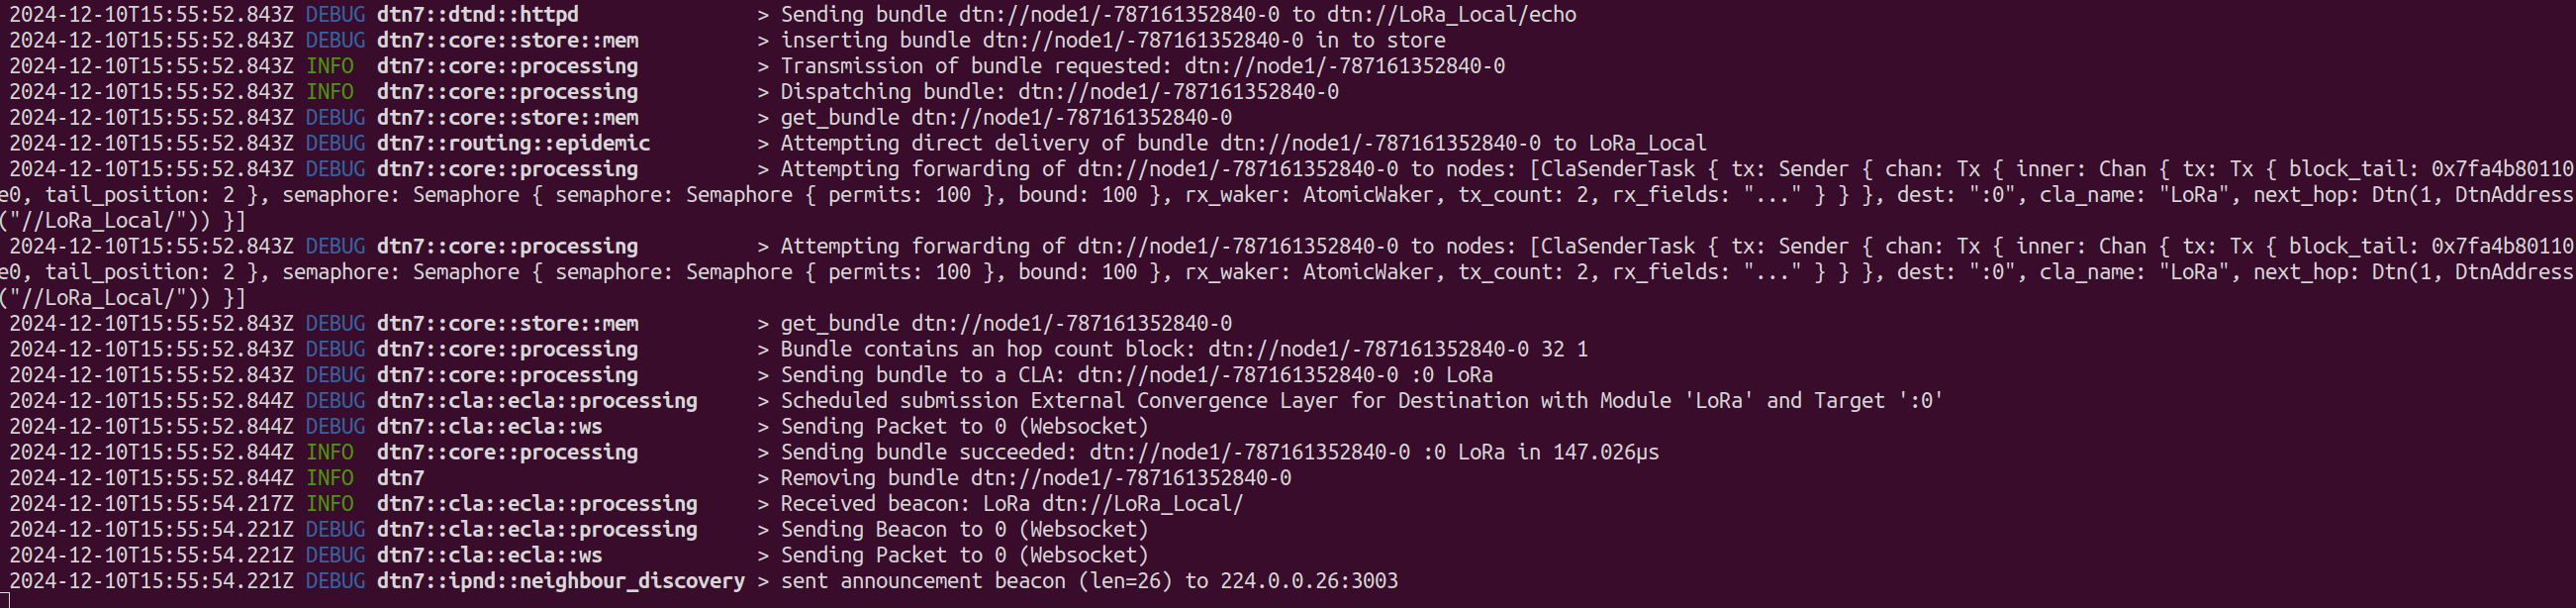 2024-12-10T15:55:52.843Z DEBUG dtn7::dtnd::httpd > Sending bundle dtn://node1/-787161352840-0 to dtn://LoRa_Local/echo
2024-12-10T15:55:52.843Z DEBUG dtn7::core::store::mem > inserting bundle dtn://node1/-787161352840-0 in to store
2024-12-10T15:55:52.843Z INFO dtn7::core::processing > Transmission of bundle requested: dtn://node1/-787161352840-0
2024-12-10T15:55:52.843Z INFO dtn7::core::processing > Dispatching bundle: dtn://node1/-787161352840-0
2024-12-10T15:55:52.843Z DEBUG dtn7::core::store::mem > get_bundle dtn://node1/-787161352840-0
2024-12-10T15:55:52.843Z DEBUG dtn7::routing::epidemic > Attempting direct delivery of bundle dtn://node1/-787161352840-0 to LoRa_Local
2024-12-10T15:55:52.843Z DEBUG dtn7::core::processing > Attempting forwarding of dtn://node1/-787161352840-0 to nodes: [ClaSenderTask { tx: Sender { chan: Tx { inner: Chan { tx: Tx { block_tail: 0x7fa4b80110
e0, tail_position: 2 }, semaphore: Semaphore { semaphore: Semaphore { permits: 100 }, bound: 100 }, rx_waker: AtomicWaker, tx_count: 2, rx_fields: "..." } } }, dest: ":0", cla_name: "LoRa", next_hop: Dtn(1, DtnAddress
("//LoRa_Local/")) }]
2024-12-10T15:55:52.843Z DEBUG dtn7::core::processing > Attempting forwarding of dtn://node1/-787161352840-0 to nodes: [ClaSenderTask { tx: Sender { chan: Tx { inner: Chan { tx: Tx { block_tail: 0x7fa4b80110
e0, tail_position: 2 }, semaphore: Semaphore { semaphore: Semaphore { permits: 100 }, bound: 100 }, rx_waker: AtomicWaker, tx_count: 2, rx_fields: "..." } } }, dest: ":0", cla_name: "LoRa", next_hop: Dtn(1, DtnAddress
("//LoRa_Local/")) }]
2024-12-10T15:55:52.843Z DEBUG dtn7::core::store::mem > get_bundle dtn://node1/-787161352840-0
2024-12-10T15:55:52.843Z DEBUG dtn7::core::processing > Bundle contains an hop count block: dtn://node1/-787161352840-0 32 1
2024-12-10T15:55:52.843Z DEBUG dtn7::core::processing > Sending bundle to a CLA: dtn://node1/-787161352840-0 :0 LoRa
2024-12-10T15:55:52.844Z DEBUG dtn7::cla::ecla::processing > Scheduled submission External Convergence Layer for Destination with Module 'LoRa' and Target ':0'
2024-12-10T15:55:52.844Z DEBUG dtn7::cla::ecla::ws > Sending Packet to 0 (Websocket)
2024-12-10T15:55:52.844Z INFO dtn7::core::processing > Sending bundle succeeded: dtn://node1/-787161352840-0 :0 LoRa in 147.026µs
2024-12-10T15:55:52.844Z INFO dtn7 > Removing bundle dtn://node1/-787161352840-0
2024-12-10T15:55:54.217Z INFO dtn7::cla::ecla::processing > Received beacon: LoRa dtn://LoRa_Local/
2024-12-10T15:55:54.221Z DEBUG dtn7::cla::ecla::processing > Sending Beacon to 0 (Websocket)
2024-12-10T15:55:54.221Z DEBUG dtn7::cla::ecla::ws > Sending Packet to 0 (Websocket)
2024-12-10T15:55:54.221Z DEBUG dtn7::ipnd::neighbour_discovery > sent announcement beacon (len=26) to 224.0.0.26:3003